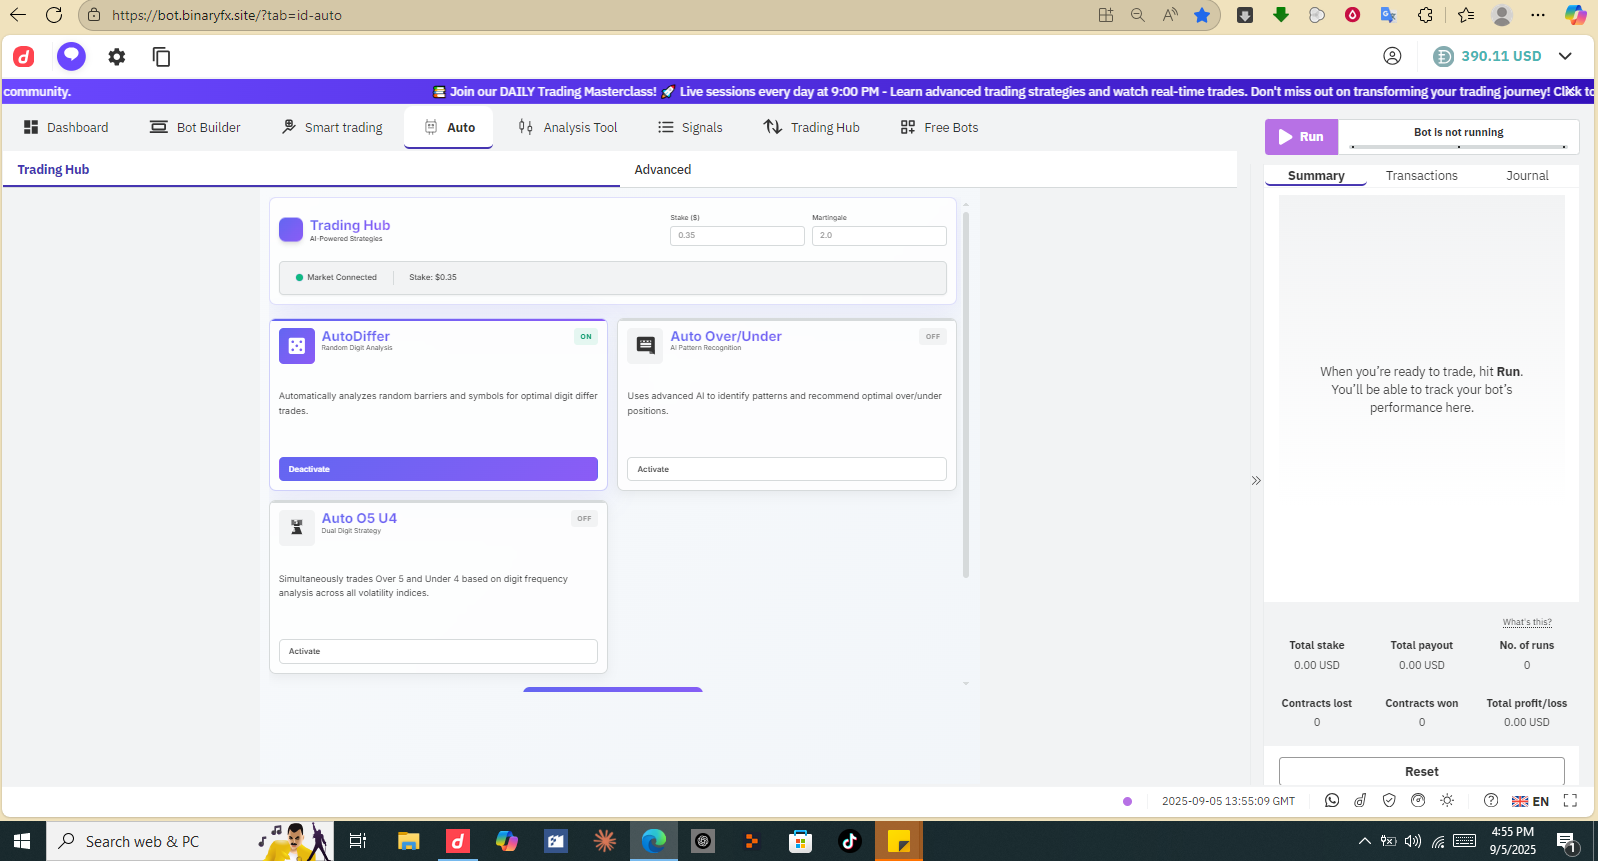 https://bot.binaryfx.site/?tab=id-auto
390.11 USD
community.
Join our DAILY Trading Masterclass! 🚀 Live sessions every day at 9:00 PM - Learn advanced trading strategies and watch real-time trades. Don't miss out on transforming your trading journey! Click to
Dashboard
Bot Builder
Smart trading
Auto
Analysis Tool
Signals
Trading Hub
Free Bots
Run
Bot is not running
Trading Hub
Advanced
Summary
Transactions
Journal
Trading Hub
AI-Powered Strategies
Stake ($)
0.35
Martingale
2.0
Market Connected
Stake: $0.35
AutoDiffer
Random Digit Analysis
ON
Automatically analyzes random barriers and symbols for optimal digit differ
trades.
Deactivate
Auto Over/Under
AI Pattern Recognition
OFF
Uses advanced AI to identify patterns and recommend optimal over/under
positions.
Activate
Auto O5 U4
Dual Digit Strategy
OFF
Simultaneously trades Over 5 and Under 4 based on digit frequency
analysis across all volatility indices.
Activate
When you're ready to trade, hit Run.
You'll be able to track your bot's
performance here.
What's this?
Total stake
0.00 USD
Total payout
0.00 USD
No. of runs
0
Contracts lost
0
Contracts won
0
Total profit/loss
0.00 USD
Reset
2025-09-05 13:55:09 GMT
EN
Search web & PC
4:55 PM
9/5/2025
1